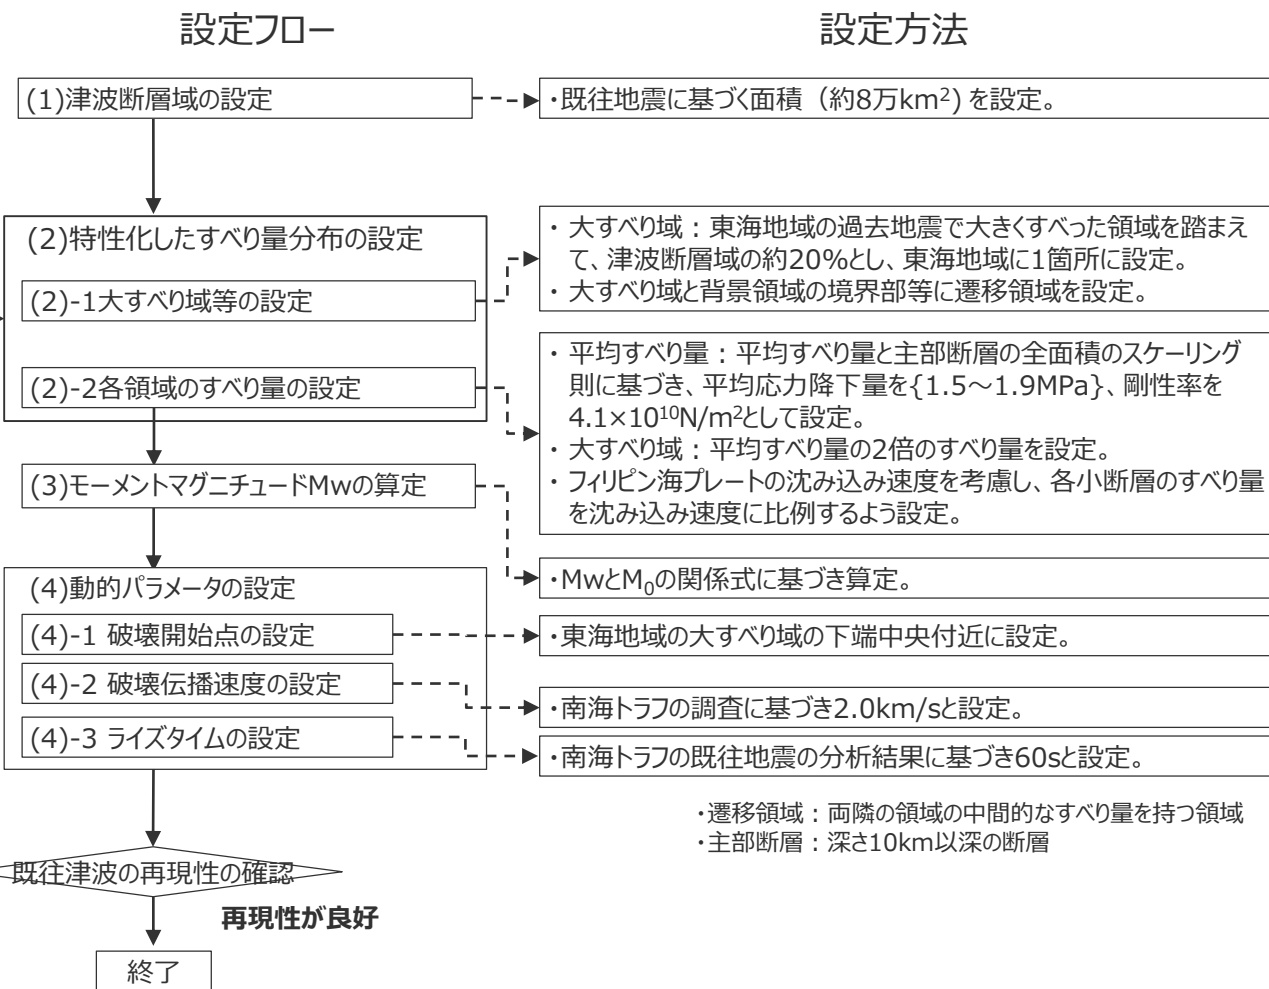 設定フロー
設定方法
(1)津波断層域の設定
・既往地震に基づく面積（約8万km²) を設定。
(2)特性化したすべり量分布の設定
(2)-1大すべり域等の設定
・ 大すべり域：東海地域の過去地震で大きくすべった領域を踏まえ
て、津波断層域の約20%とし、東海地域に1箇所に設定。
・ 大すべり域と背景領域の境界部等に遷移領域を設定。
(2)-2各領域のすべり量の設定
・ 平均すべり量：平均すべり量と主部断層の全面積のスケーリング
則に基づき、平均応力降下量を{1.5～1.9MPa}、剛性率を
4.1×10¹⁰N/m²として設定。
・ 大すべり域：平均すべり量の2倍のすべり量を設定。
・ フィリピン海プレートの沈み込み速度を考慮し、各小断層のすべり量
を沈み込み速度に比例するよう設定。
(3)モーメントマグニチュードMwの算定
・MwとM₀の関係式に基づき算定。
(4)動的パラメータの設定
(4)-1 破壊開始点の設定
・東海地域の大すべり域の下端中央付近に設定。
(4)-2 破壊伝播速度の設定
・南海トラフの調査に基づき2.0km/sと設定。
(4)-3 ライズタイムの設定
・南海トラフの既往地震の分析結果に基づき60sと設定。
・遷移領域：両隣の領域の中間的なすべり量を持つ領域
・主部断層：深さ10km以深の断層
既往津波の再現性の確認
再現性が良好
終了